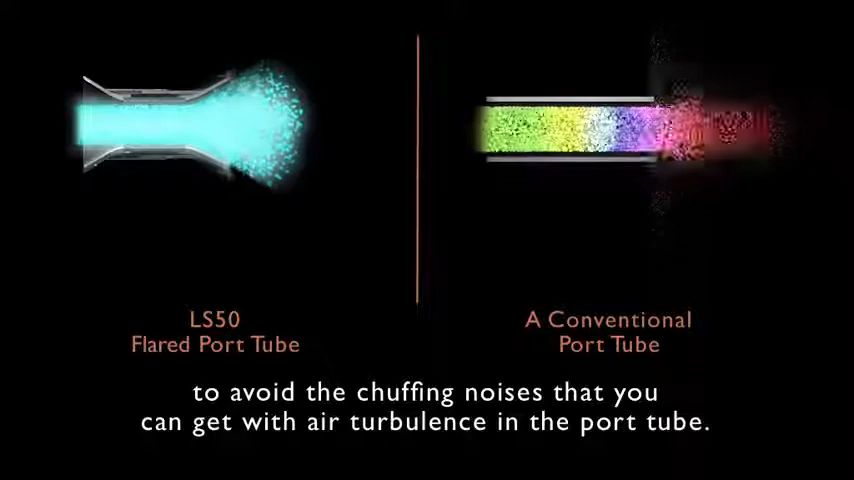 LS50
Flared Port Tube
A Conventional
Port Tube
to avoid the chuffing noises that you
can get with air turbulence in the port tube.